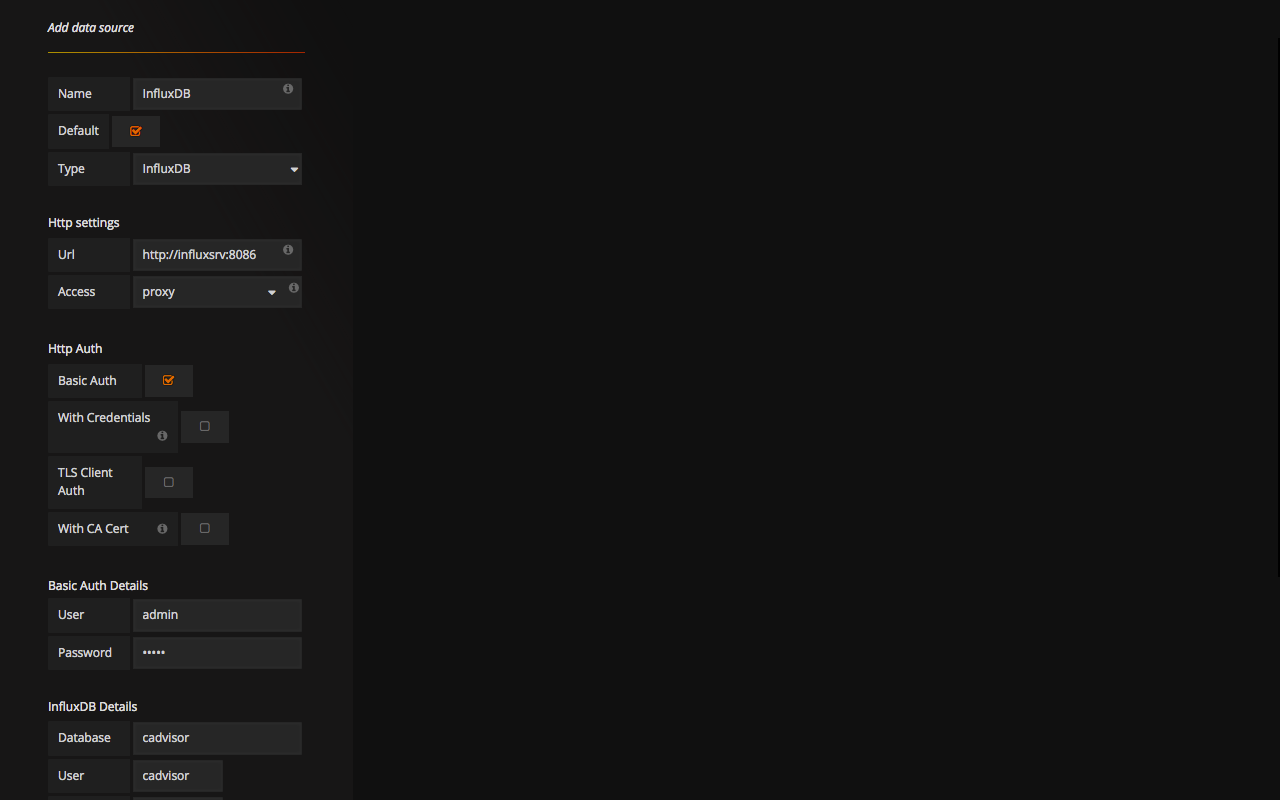 Add data source
Name InfluxDB
Default
Type InfluxDB
Http settings
Url http://influxsrv:8086
Access proxy
Http Auth
Basic Auth
With Credentials
TLS Client
Auth
With CA Cert
Basic Auth Details
User admin
Password •••••
InfluxDB Details
Database cadvisor
User cadvisor